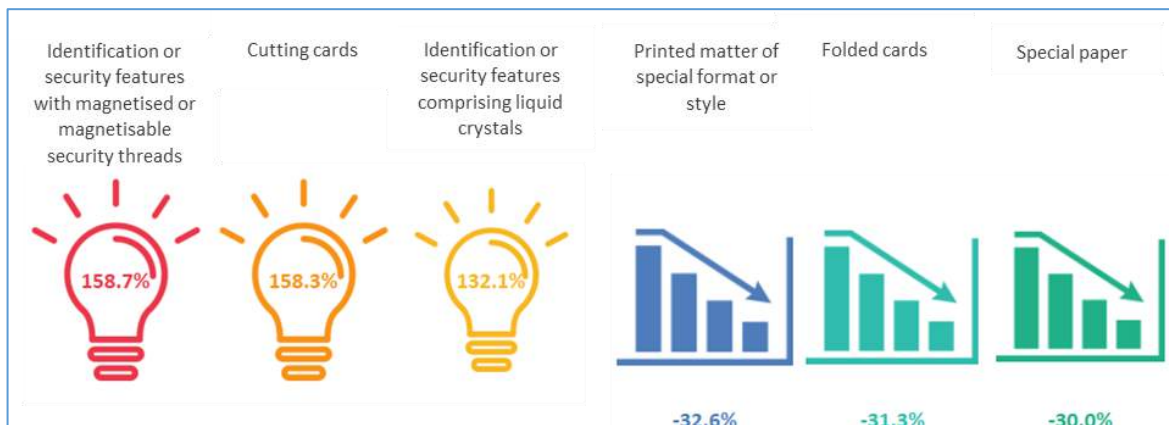 Identification or
security features
with magnetised or
magnetisable
security threads
Cutting cards
Identification or
security features
comprising liquid
crystals
Printed matter of
special format or
style
Folded cards
Special paper
158.7%
158.3%
132.1%
-32.6%
-31.3%
-30.0%